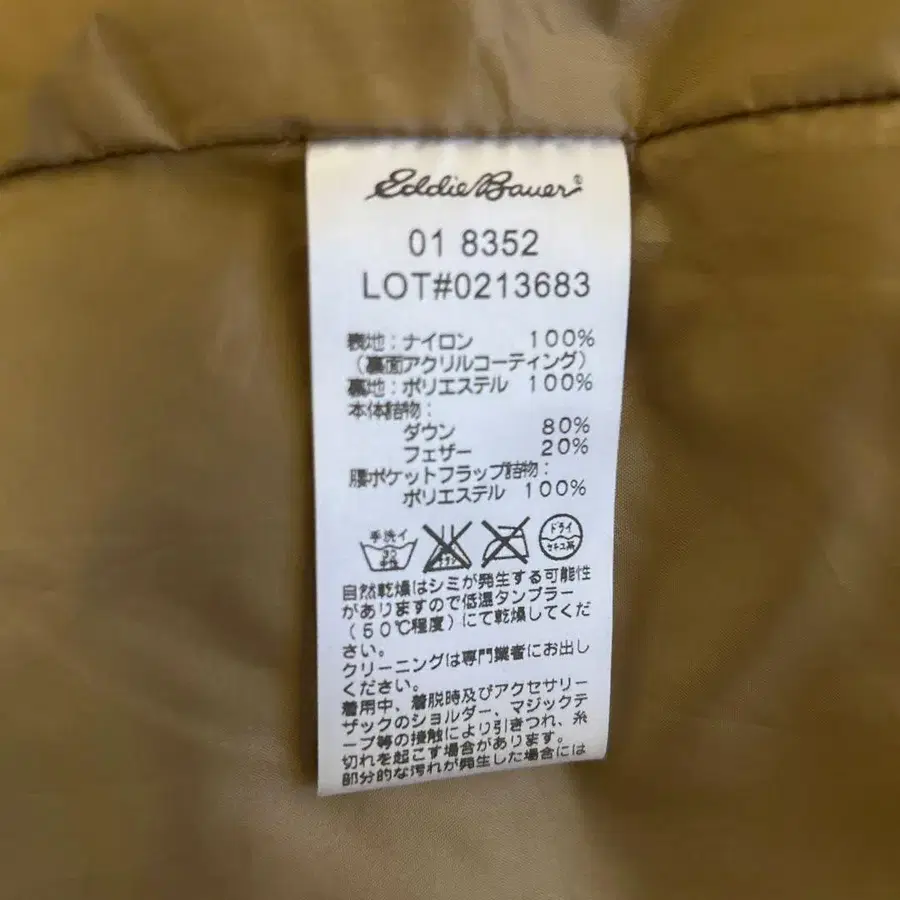 Eddie Bauer®
01 8352
LOT#0213683
表地：ナイロン 100%
（裏面アクリルコーティング）
裏地：ポリエステル 100%
本体詰物：
ダウン 80%
フェザー 20%
腰ポケットフラップ詰物：
ポリエステル 100%
手洗イ
30
中性
ドライ
セキユ系
自然乾燥はシミが発生する可能性
がありますので低温タンブラー
（50℃程度）にて乾燥してくだ
さい。
クリーニングは専門業者にお出し
ください。
着用中、着脱時及びアクセサリー
ザックのショルダー、マジックテ
ープ等の接触により引きつれ、糸
切れを起こす場合があります。
部分的な汚れが発生した場合には